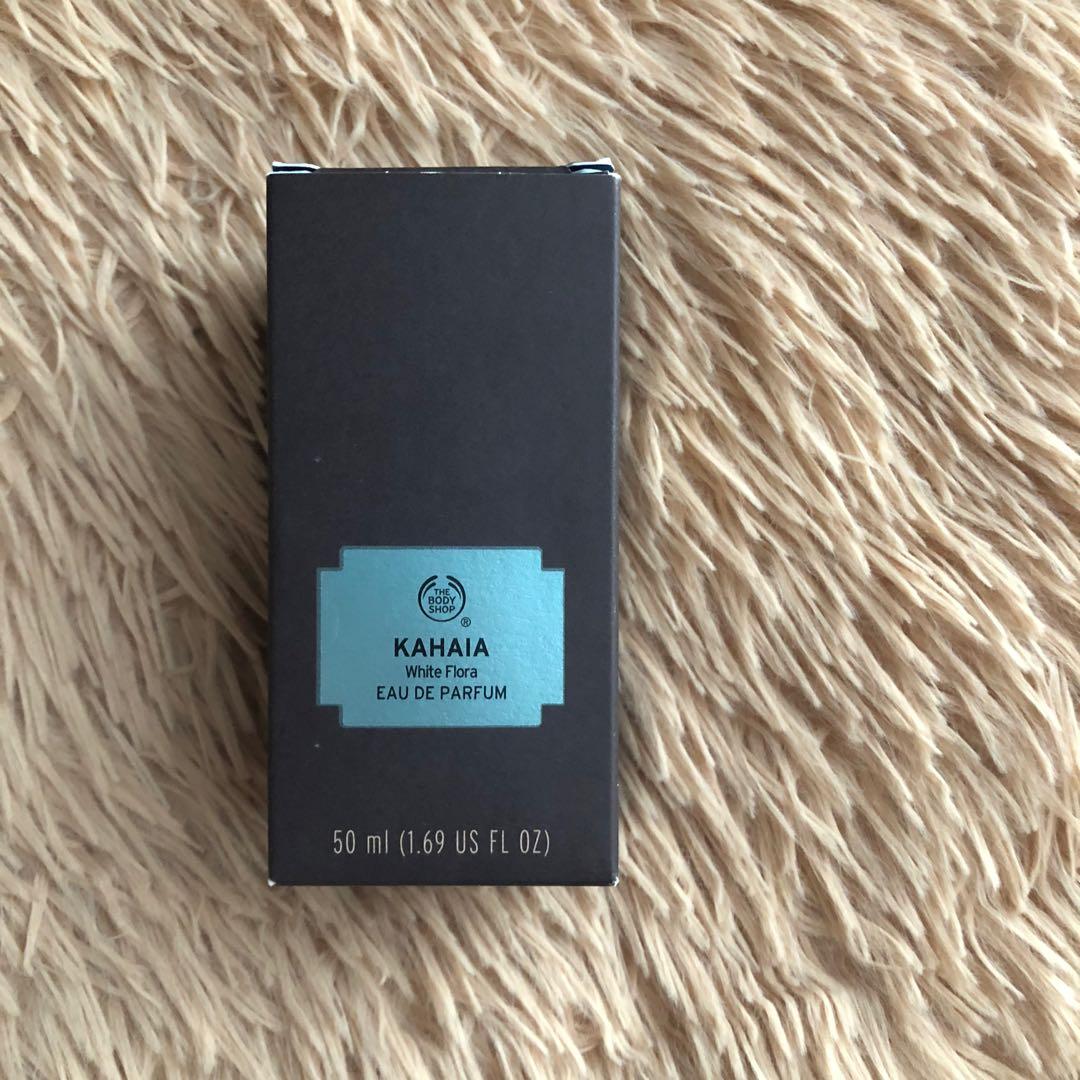 THE
BODY
SHOP
®
KAHAIA
White Flora
EAU DE PARFUM
50 ml (1.69 US FL OZ)